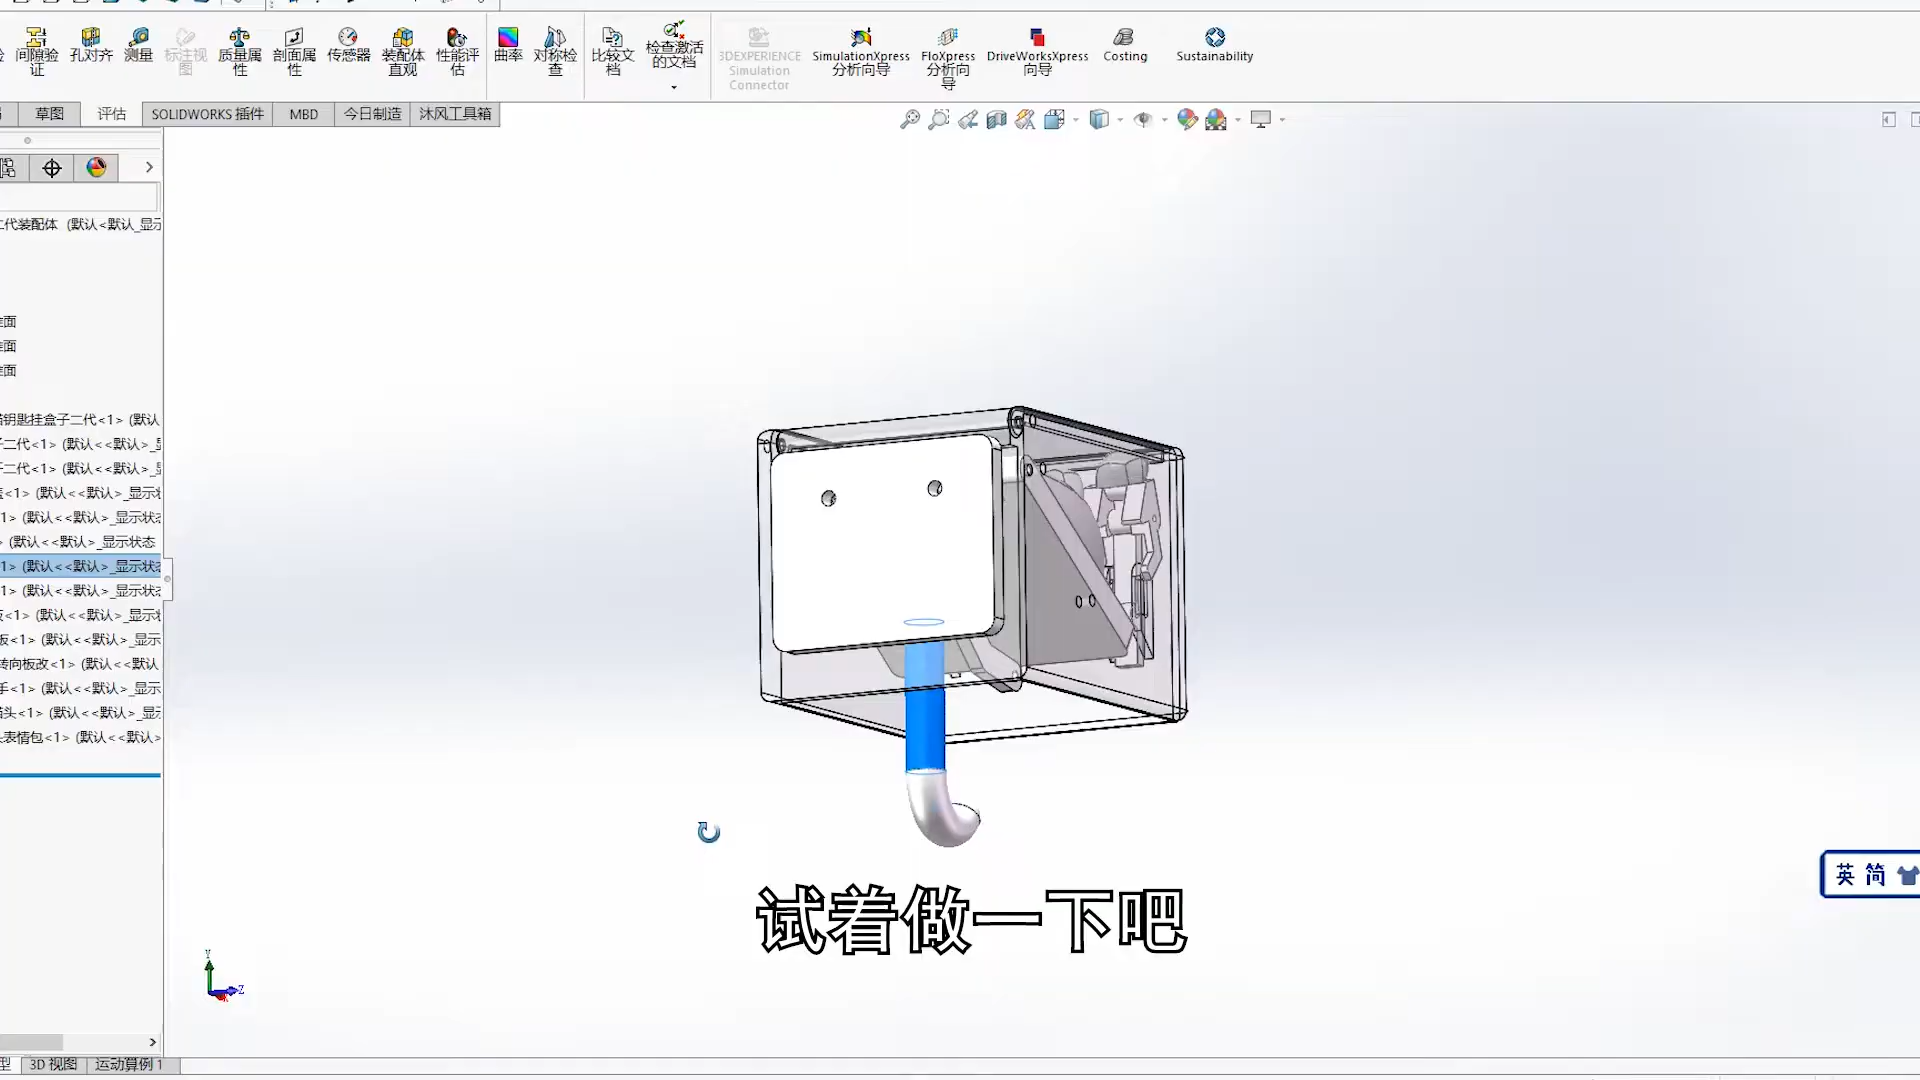 间隙验证
孔对齐
测量
标注视图
质量属性
剖面属性
传感器
装配体直观
性能评估
曲率
对称检查
比较文档
检查激活的文档
3DEXPERIENCE
Simulation
Connector
SimulationXpress
分析向导
FloXpress
分析向导
DriveWorksXpress
向导
Costing
Sustainability
草图
评估
SOLIDWORKS 插件
MBD
今日制造
沐风工具箱
二代装配体 (默认<默认_显示
面
面
面
钥匙挂盒子二代<1> (默认
二代<1> (默认<<默认>_
二代<1> (默认<<默认>_
<1> (默认<<默认>_显示状
1> (默认<<默认>_显示状态
> (默认<<默认>_显示状态
1> (默认<<默认>_显示状态
1> (默认<<默认>_显示状态
<1> (默认<<默认>_显示状
板<1> (默认<<默认>_显示
转向板改<1> (默认<<默认
手<1> (默认<<默认>_显示
头<1> (默认<<默认>_显示
表情包<1> (默认<<默认>
英 简
试着做一下吧
Y
Z
型
3D 视图
运动算例 1